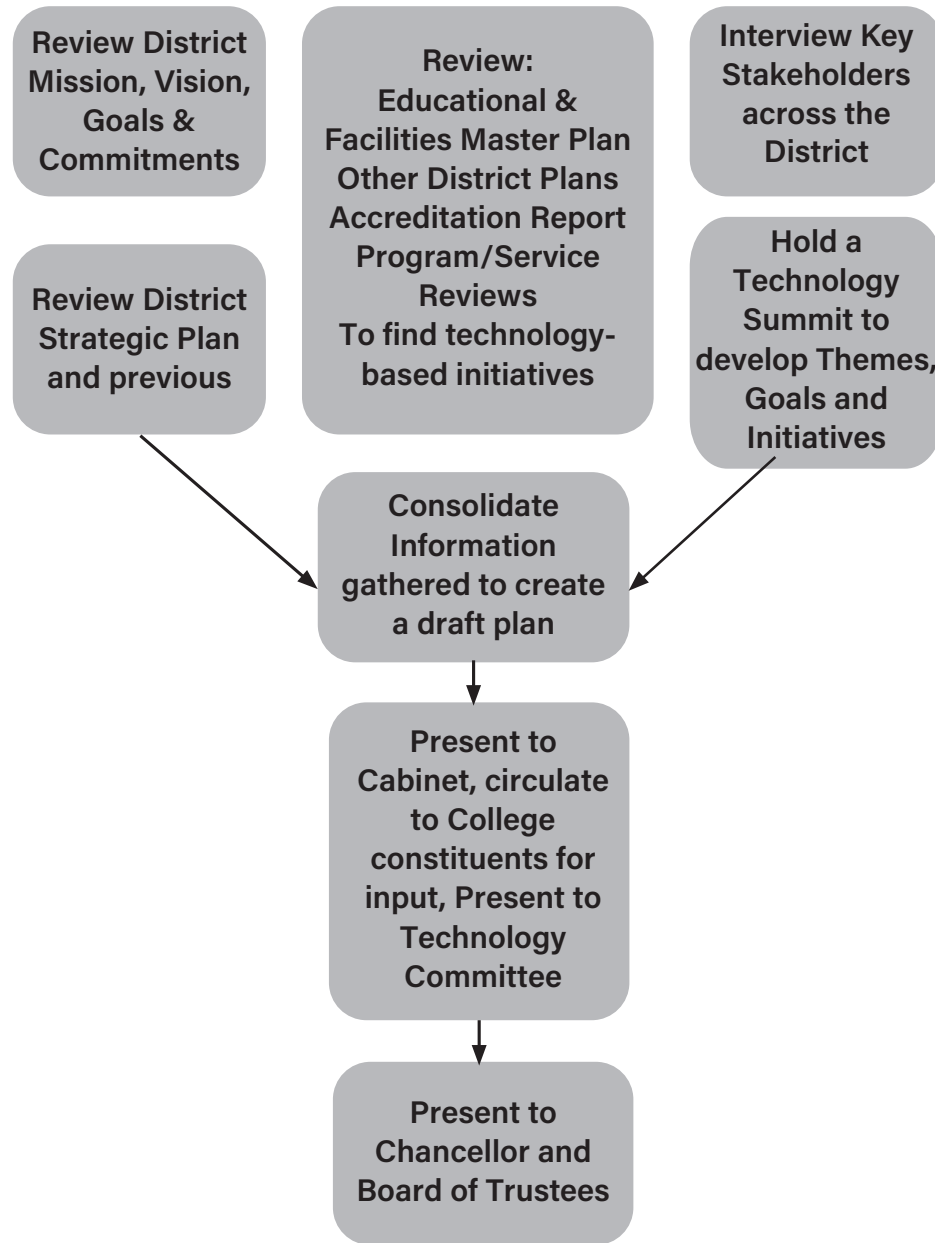 Review District
Mission, Vision,
Goals &
Commitments
Review District
Strategic Plan
and previous
Review:
Educational &
Facilities Master Plan
Other District Plans
Accreditation Report
Program/Service
Reviews
To find technology-
based initiatives
Interview Key
Stakeholders
across the
District
Hold a
Technology
Summit to
develop Themes,
Goals and
Initiatives
Consolidate
Information
gathered to create
a draft plan
Present to
Cabinet, circulate
to College
constituents for
input, Present to
Technology
Committee
Present to
Chancellor and
Board of Trustees